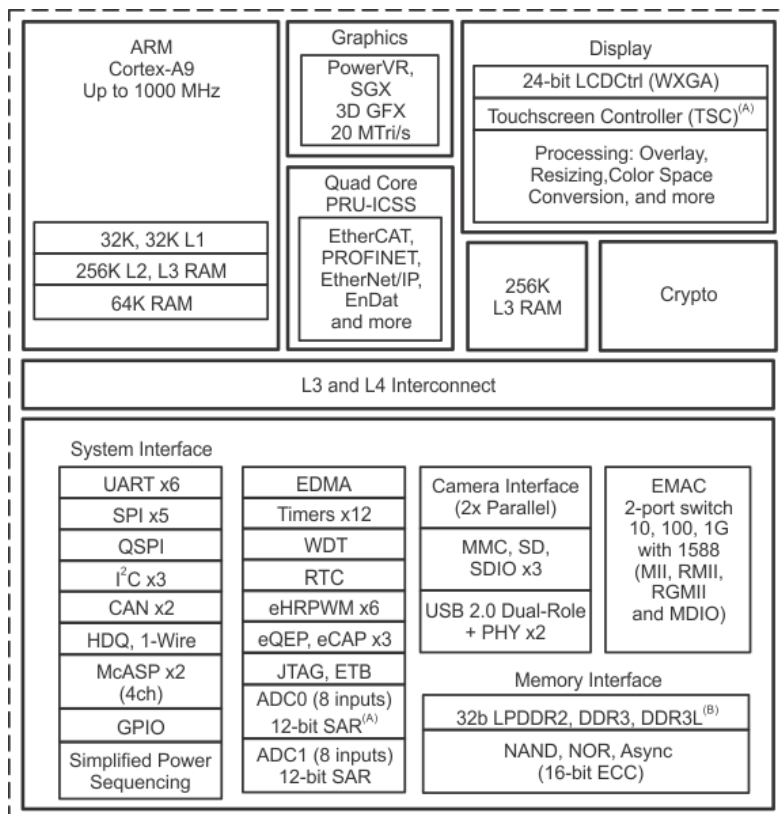 ARM
Cortex-A9
Up to 1000 MHz
32K, 32K L1
256K L2, L3 RAM
64K RAM
Graphics
PowerVR,
SGX
3D GFX
20 MTri/s
Quad Core
PRU-ICSS
EtherCAT,
PROFINET,
EtherNet/IP,
EnDat
and more
Display
24-bit LCDCtrl (WXGA)
Touchscreen Controller (TSC)(A)
Processing: Overlay,
Resizing,Color Space
Conversion, and more
256K
L3 RAM
Crypto
L3 and L4 Interconnect
System Interface
UART x6
SPI x5
QSPI
I2C x3
CAN x2
HDQ, 1-Wire
McASP x2
(4ch)
GPIO
Simplified Power
Sequencing
EDMA
Timers x12
WDT
RTC
eHRPWM x6
eQEP, eCAP x3
JTAG, ETB
ADC0 (8 inputs)
12-bit SAR(A)
ADC1 (8 inputs)
12-bit SAR
Camera Interface
(2x Parallel)
MMC, SD,
SDIO x3
USB 2.0 Dual-Role
+ PHY x2
EMAC
2-port switch
10, 100, 1G
with 1588
(MII, RMII,
RGMII
and MDIO)
Memory Interface
32b LPDDR2, DDR3, DDR3L(B)
NAND, NOR, Async
(16-bit ECC)